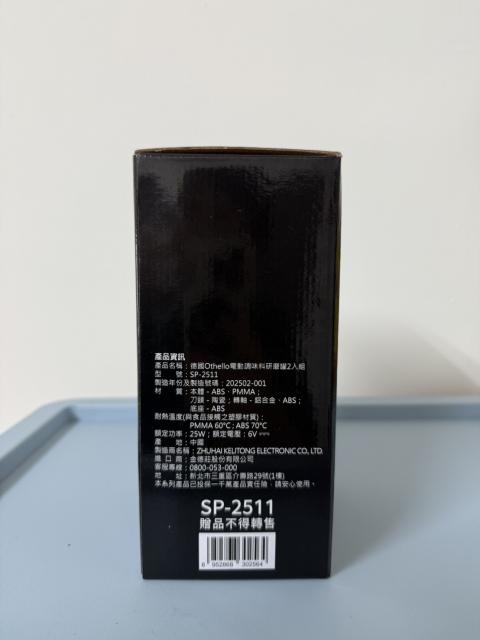 產品資訊
產品名稱：德國Othello電動調味料研磨罐2入組
型　　號：SP-2511
製造年份及製造號碼：202502-001
材　　質：本體 - ABS、PMMA；
刀鎖 - 陶瓷；轉軸 - 鋁合金、ABS；
底座 - ABS
耐熱溫度(與食品接觸之塑膠材質)：
PMMA 60°C；ABS 70°C
額定功率：25W；額定電壓：6V⎓
產　　地：中國
製造商名：ZHUHAI KELITONG ELECTRONIC CO., LTD.
進 口 商：金德莊股份有限公司
客服專線：0800-053-000
地　　址：新北市三重區介壽路29號(1樓)
本系列產品已投保一千萬產品責任險，請安心使用。
SP-2511
贈品不得轉售
6 952868 302564